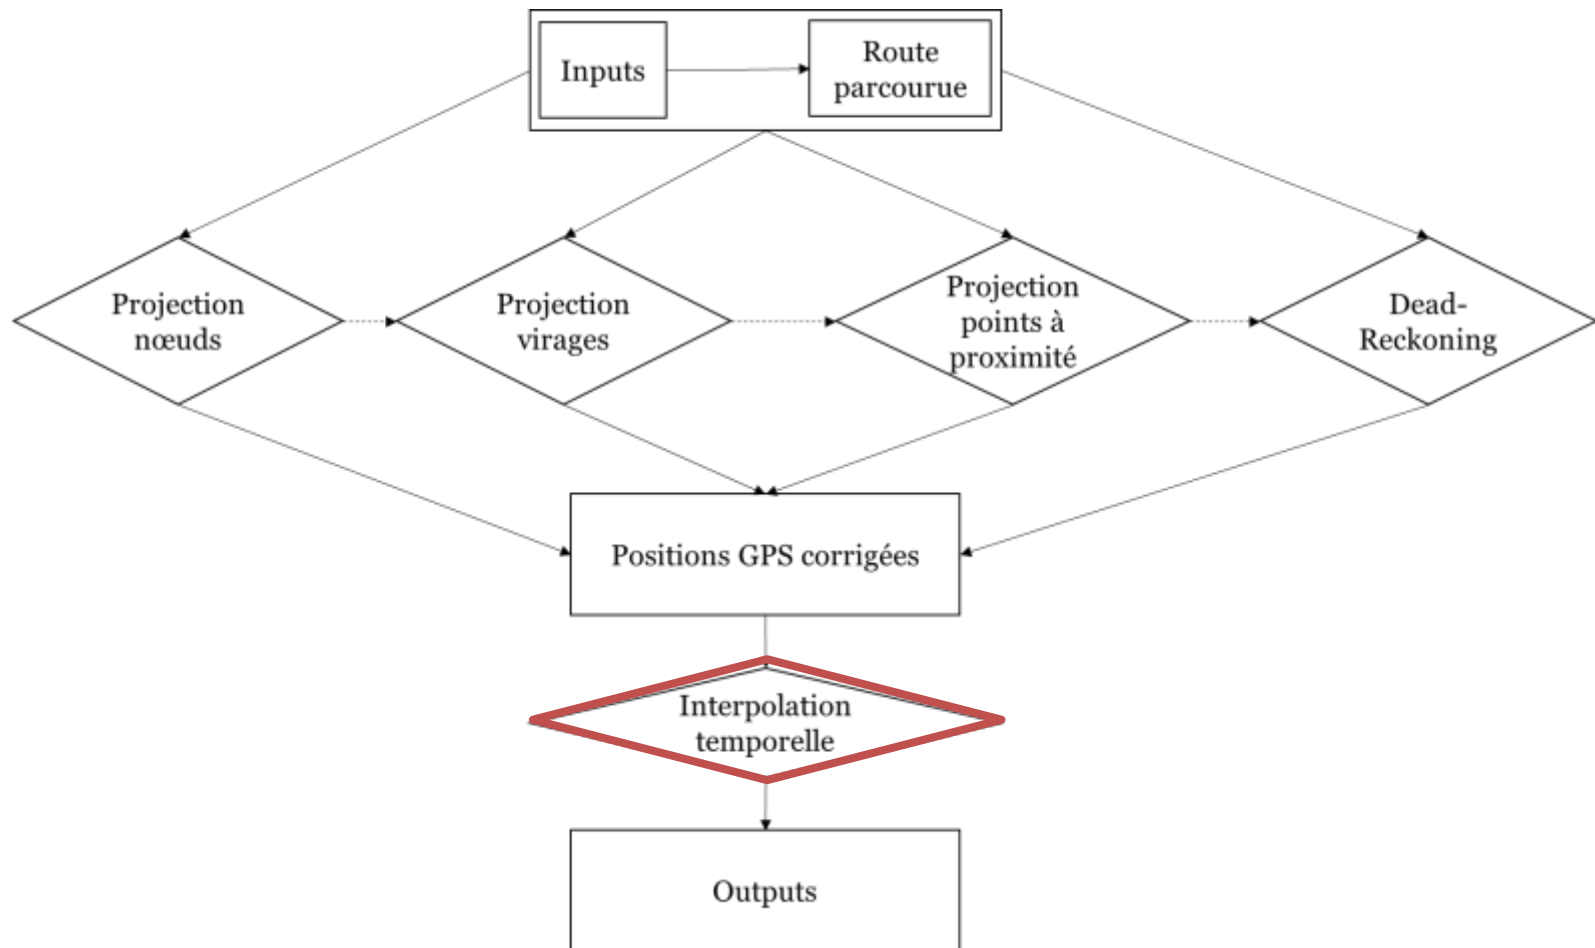 Inputs
Route
parcourue
Projection
nœuds
Projection
virages
Projection
points à
proximité
Dead-
Reckoning
Positions GPS corrigées
Interpolation
temporelle
Outputs